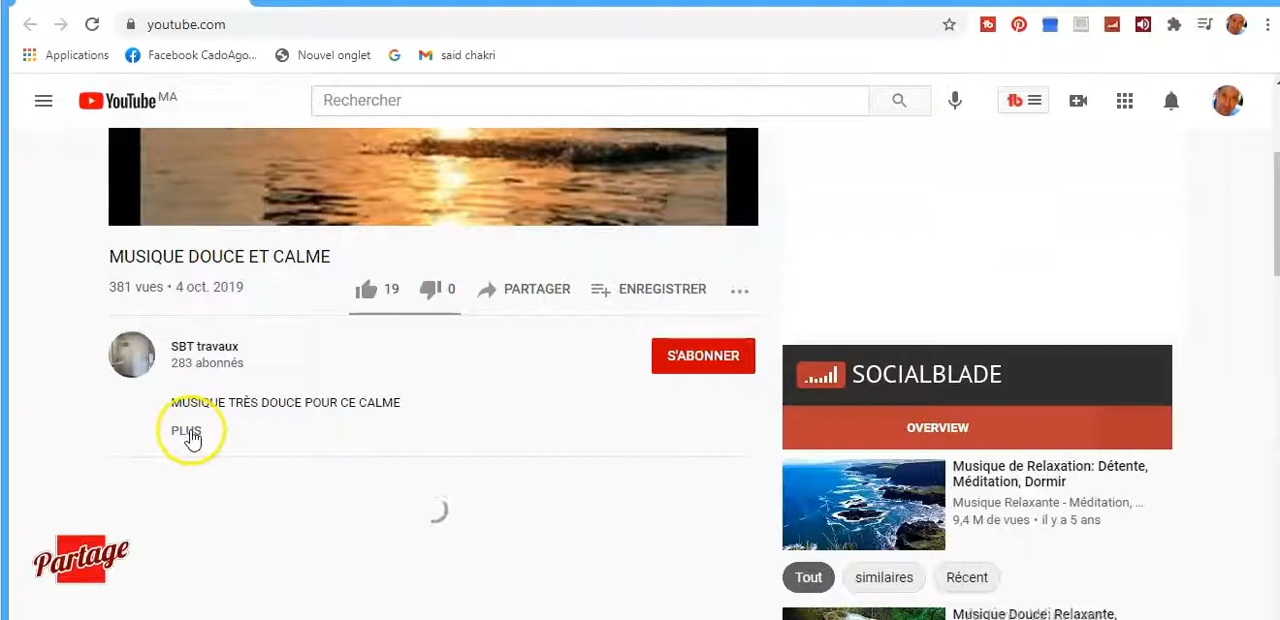 youtube.com
Applications
Facebook CadoAgo...
Nouvel onglet
said chakri
YouTube MA
Rechercher
MUSIQUE DOUCE ET CALME
381 vues • 4 oct. 2019
19
0
PARTAGER
ENREGISTRER
SBT travaux
283 abonnés
S'ABONNER
MUSIQUE TRÈS DOUCE POUR CE CALME
PLUS
Partage
SOCIALBLADE
OVERVIEW
Musique de Relaxation: Détente,
Méditation, Dormir
Musique Relaxante - Méditation, ...
9,4 M de vues • il y a 5 ans
Tout
similaires
Récent
Musique Douce: Relaxante,